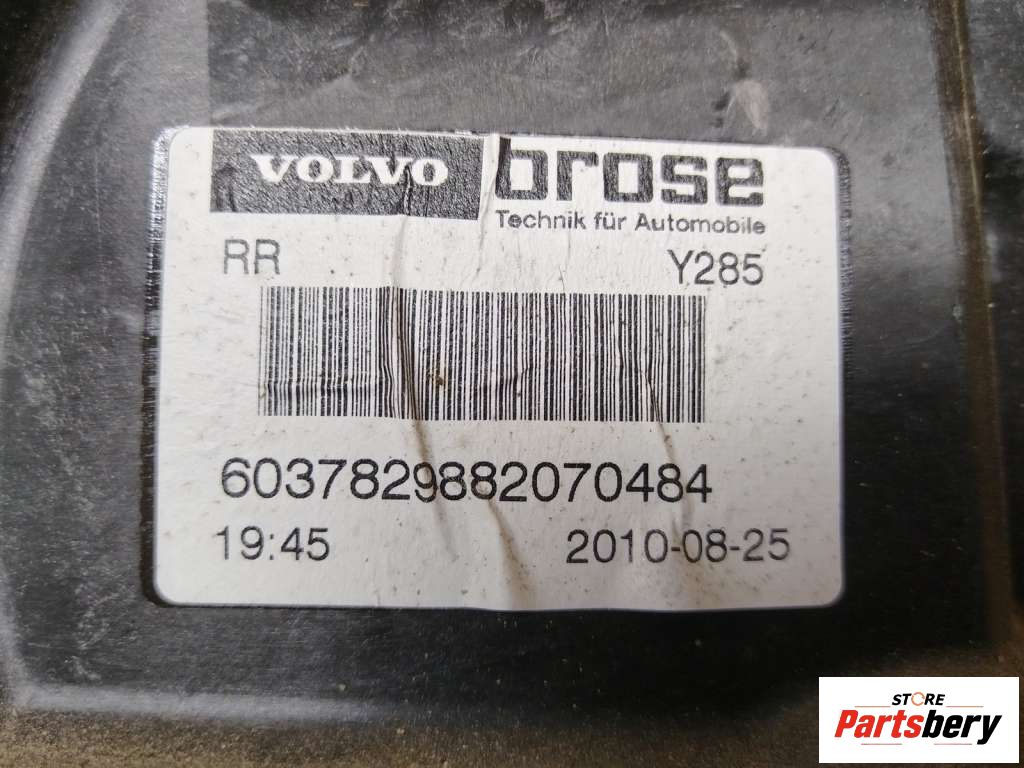 VOLVO brose
Technik für Automobile
RR Y285
6037829882070484
19:45 2010-08-25
STORE
Partsbery